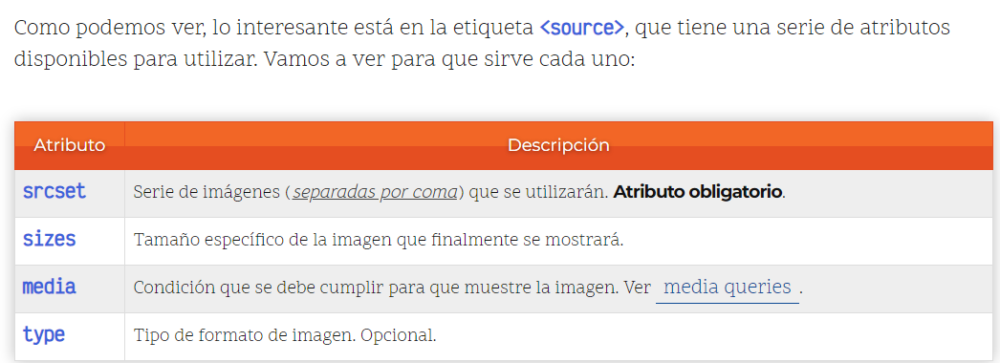 Como podemos ver, lo interesante está en la etiqueta <source>, que tiene una serie de atributos
disponibles para utilizar. Vamos a ver para que sirve cada uno:
Atributo Descripción
srcset Serie de imágenes (separadas por coma) que se utilizarán. Atributo obligatorio.
sizes Tamaño específico de la imagen que finalmente se mostrará.
media Condición que se debe cumplir para que muestre la imagen. Ver media queries.
type Tipo de formato de imagen. Opcional.